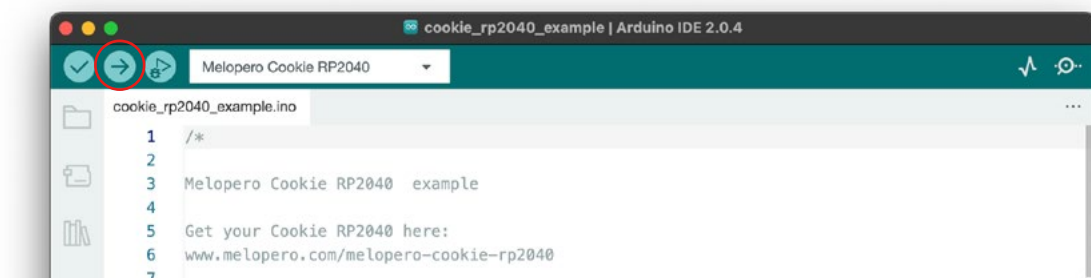 cookie_rp2040_example | Arduino IDE 2.0.4
Melopero Cookie RP2040
cookie_rp2040_example.ino
1 /*
2
3 Melopero Cookie RP2040  example
4
5 Get your Cookie RP2040 here:
6 www.melopero.com/melopero-cookie-rp2040
7